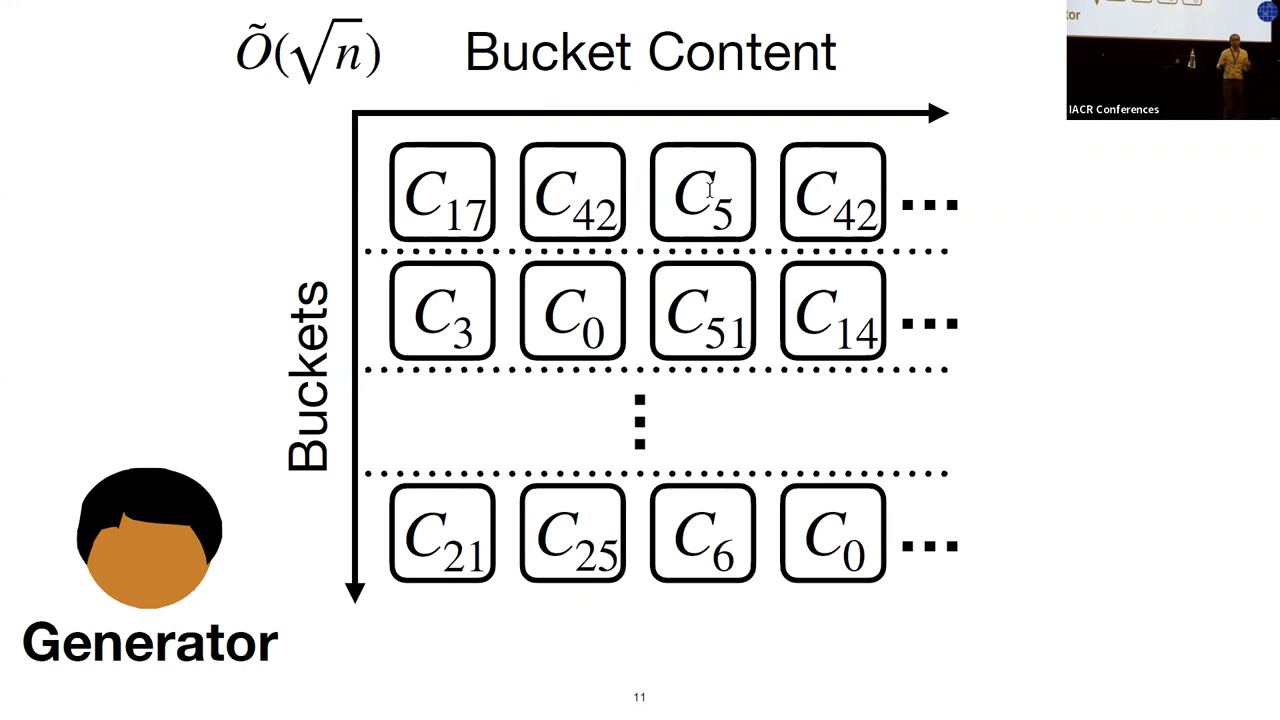 Õ(√n) Bucket Content
tor
IACR Conferences
C₁₇ C₄₂ C₅ C₄₂ ...
C₃ C₀ C₅₁ C₁₄ ...
Buckets
C₂₁ C₂₅ C₆ C₀ ...
Generator
11